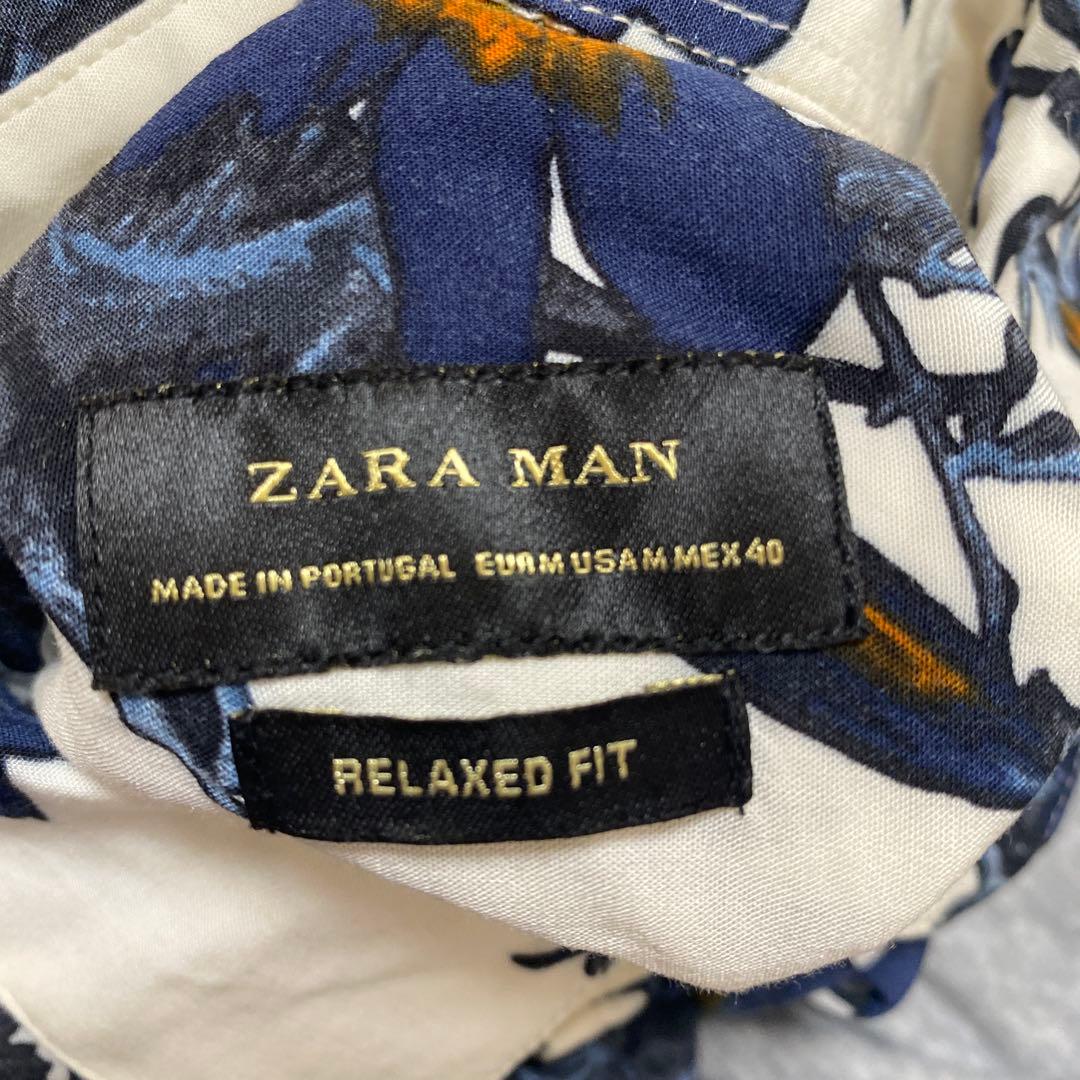 ZARA MAN
MADE IN PORTUGAL EUR M USA M MEX 40
RELAXED FIT